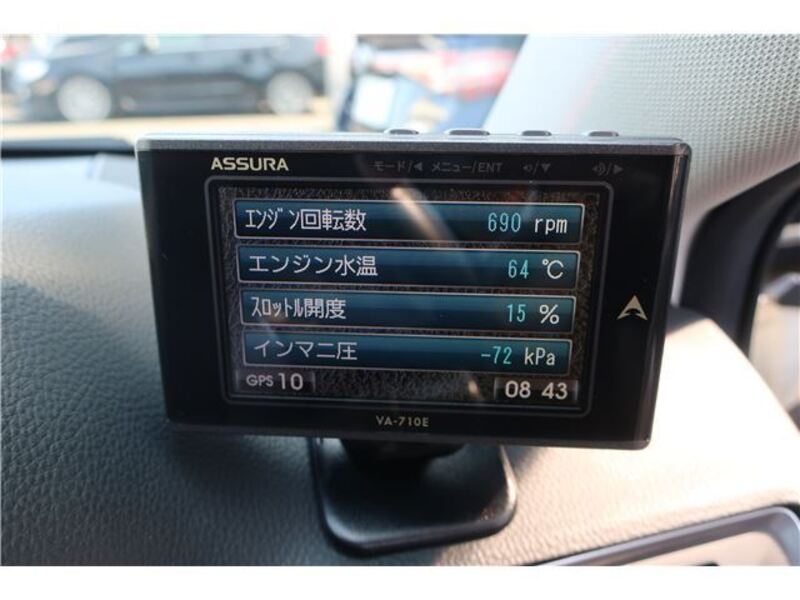 ASSURA
モード/◀ メニュー/ENT
ｴﾝｼﾞﾝ回転数 690 rpm
エンジン水温 64 ℃
ｽﾛｯﾄﾙ開度 15 %
インマニ圧 -72 kPa
GPS 10 08 43
VA-710E